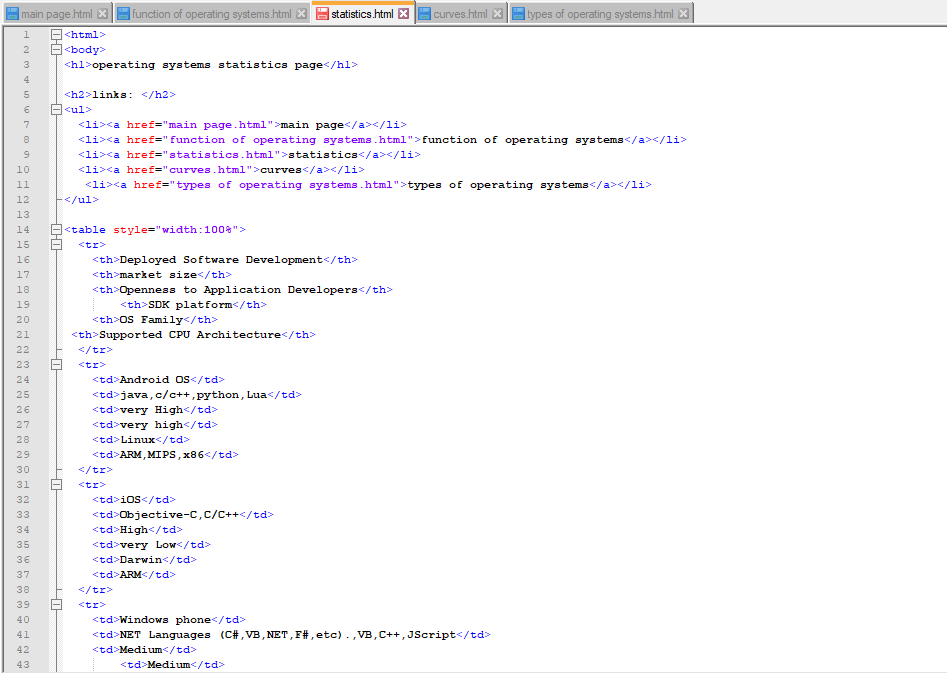 main page.html function of operating systems.html statistics.html curves.html types of operating systems.html
1 <html>
2 <body>
3 <h1>operating systems statistics page</h1>
4
5 <h2>links: </h2>
6 <ul>
7 <li><a href="main page.html">main page</a></li>
8 <li><a href="function of operating systems.html">function of operating systems</a></li>
9 <li><a href="statistics.html">statistics</a></li>
10 <li><a href="curves.html">curves</a></li>
11 <li><a href="types of operating systems.html">types of operating systems</a></li>
12 </ul>
13
14 <table style="width:100%">
15 <tr>
16 <th>Deployed Software Development</th>
17 <th>market size</th>
18 <th>Openness to Application Developers</th>
19 <th>SDK platform</th>
20 <th>OS Family</th>
21 <th>Supported CPU Architecture</th>
22 </tr>
23 <tr>
24 <td>Android OS</td>
25 <td>java,c/c++,python,Lua</td>
26 <td>very High</td>
27 <td>very high</td>
28 <td>Linux</td>
29 <td>ARM,MIPS,x86</td>
30 </tr>
31 <tr>
32 <td>iOS</td>
33 <td>Objective-C,C/C++</td>
34 <td>High</td>
35 <td>very Low</td>
36 <td>Darwin</td>
37 <td>ARM</td>
38 </tr>
39 <tr>
40 <td>Windows phone</td>
41 <td>NET Languages (C#,VB,NET,F#,etc).,VB,C++,JScript</td>
42 <td>Medium</td>
43 <td>Medium</td>